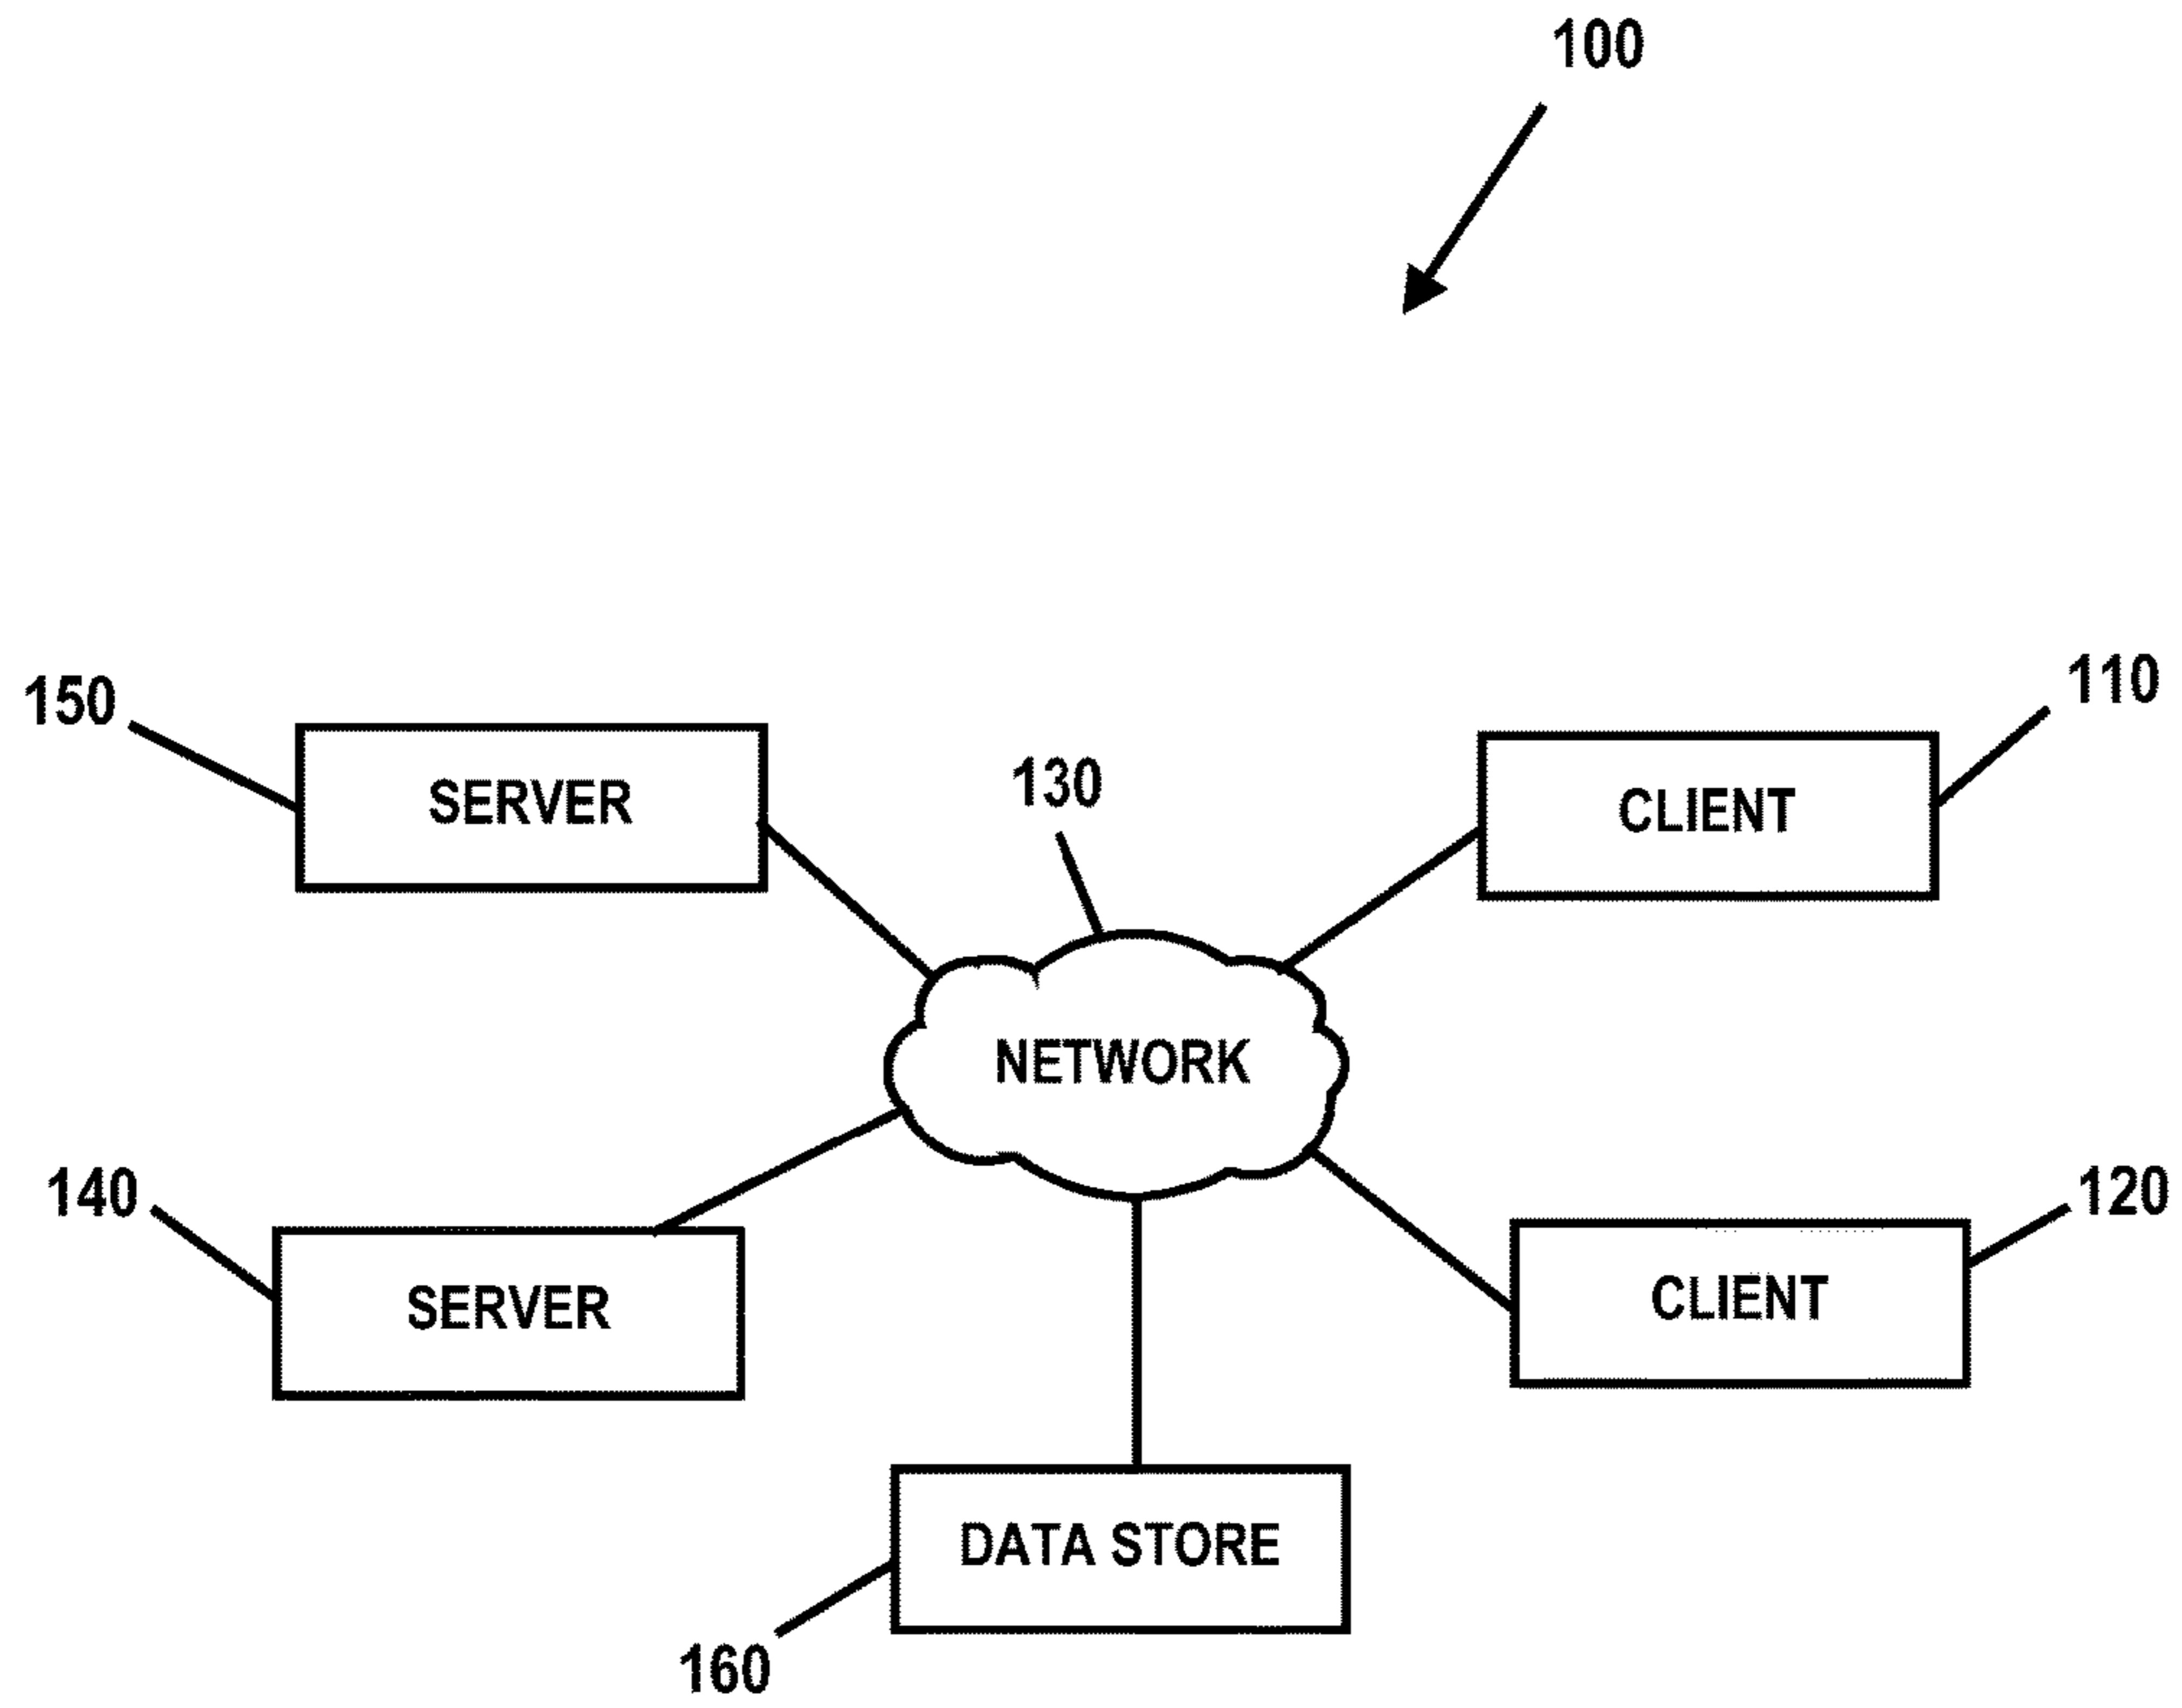 100
150
110
SERVER
130
CLIENT
NETWORK
140
120
SERVER
CLIENT
DATA STORE
160